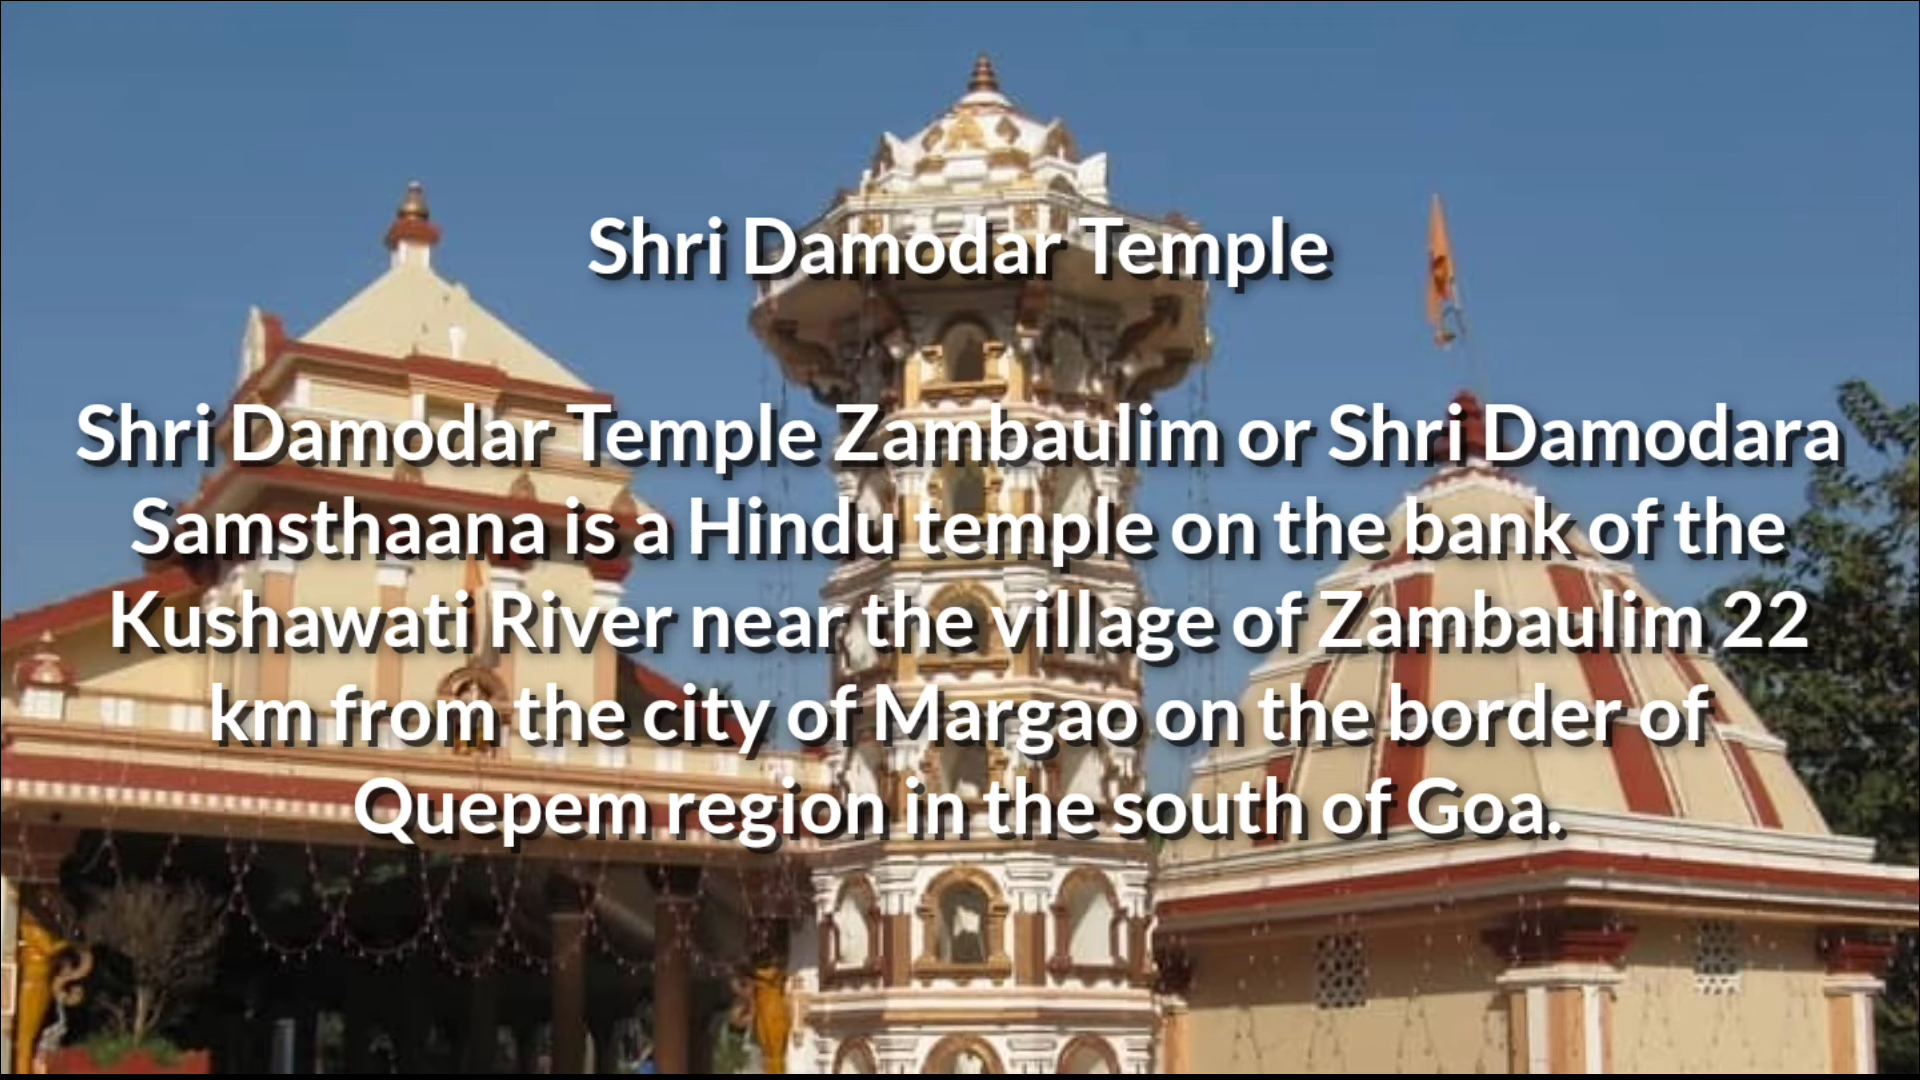 Shri Damodar Temple
Shri Damodar Temple Zambaulim or Shri Damodara
Samsthaana is a Hindu temple on the bank of the
Kushawati River near the village of Zambaulim 22
km from the city of Margao on the border of
Quepem region in the south of Goa.